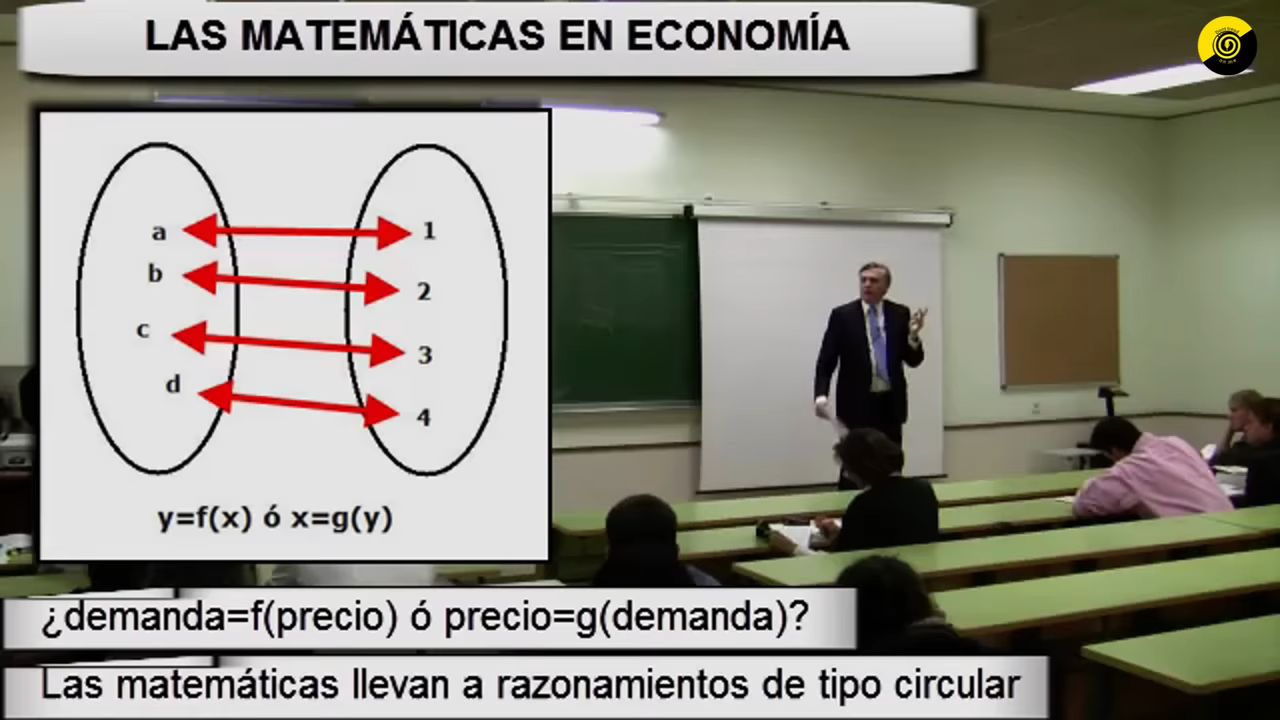 LAS MATEMÁTICAS EN ECONOMÍA
a 1
b 2
c 3
d 4
y=f(x) ó x=g(y)
¿demanda=f(precio) ó precio=g(demanda)?
Las matemáticas llevan a razonamientos de tipo circular